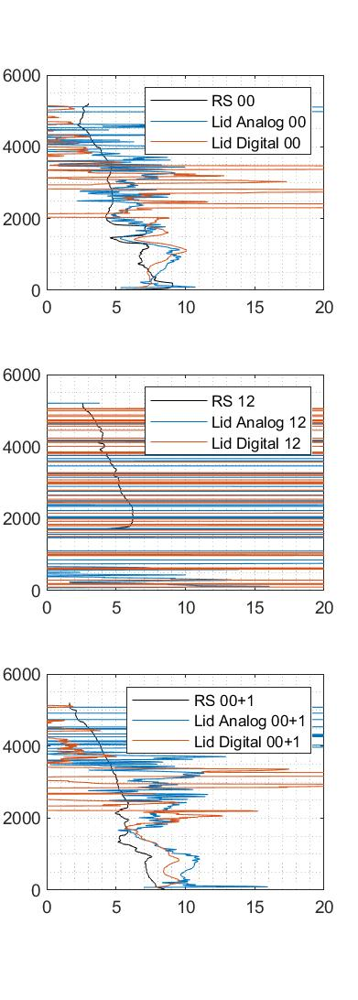 6000
4000
2000
0
0 5 10 15 20
RS 00
Lid Analog 00
Lid Digital 00
6000
4000
2000
0
0 5 10 15 20
RS 12
Lid Analog 12
Lid Digital 12
6000
4000
2000
0
0 5 10 15 20
RS 00+1
Lid Analog 00+1
Lid Digital 00+1